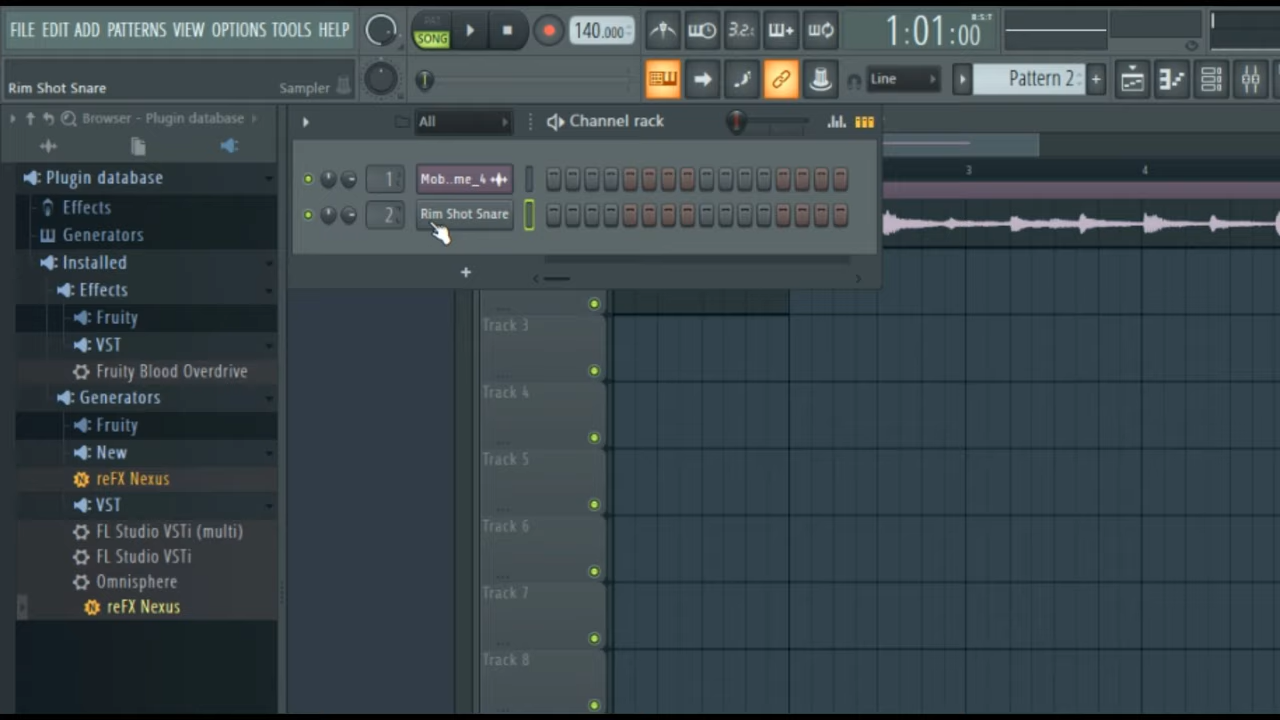 FILE EDIT ADD PATTERNS VIEW OPTIONS TOOLS HELP
PAT
SONG
140.000
3.2:
1:01:00
B:S:T
Rim Shot Snare
Sampler
Line
Pattern 2
+
Browser - Plugin database
All
Channel rack
Plugin database
Effects
Generators
Installed
Effects
Fruity
VST
Fruity Blood Overdrive
Generators
Fruity
New
reFX Nexus
VST
FL Studio VSTi (multi)
FL Studio VSTi
Omnisphere
reFX Nexus
1
Mob..me_4
2
Rim Shot Snare
+
3
4
Track 3
Track 4
Track 5
Track 6
Track 7
Track 8